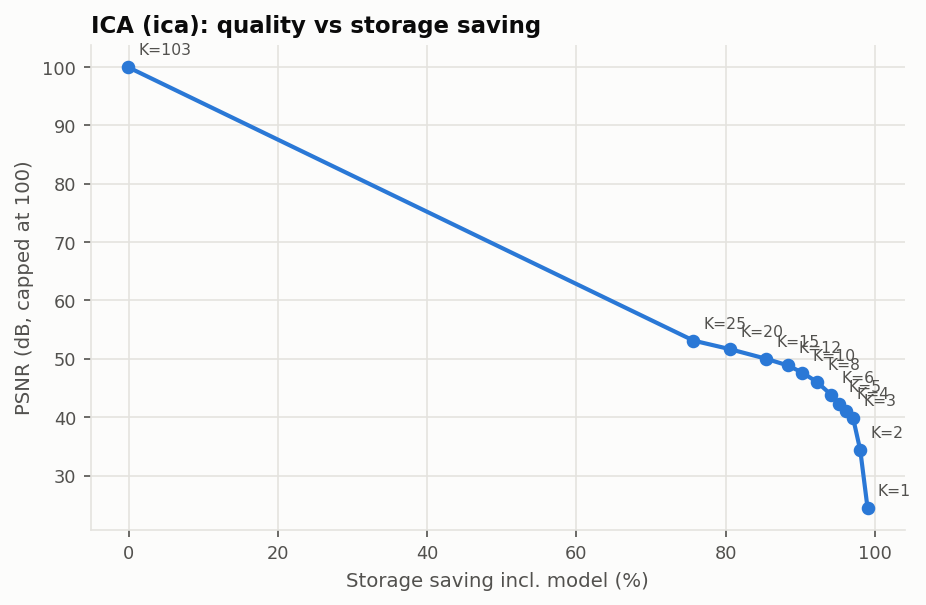 ICA (ica): quality vs storage saving
K=103
100
90
80
70
60
50
40
30
PSNR (dB, capped at 100)
K=25
K=20
K=15
K=12
K=10
K=8
K=6
K=5
K=4
K=3
K=2
K=1
0 20 40 60 80 100
Storage saving incl. model (%)